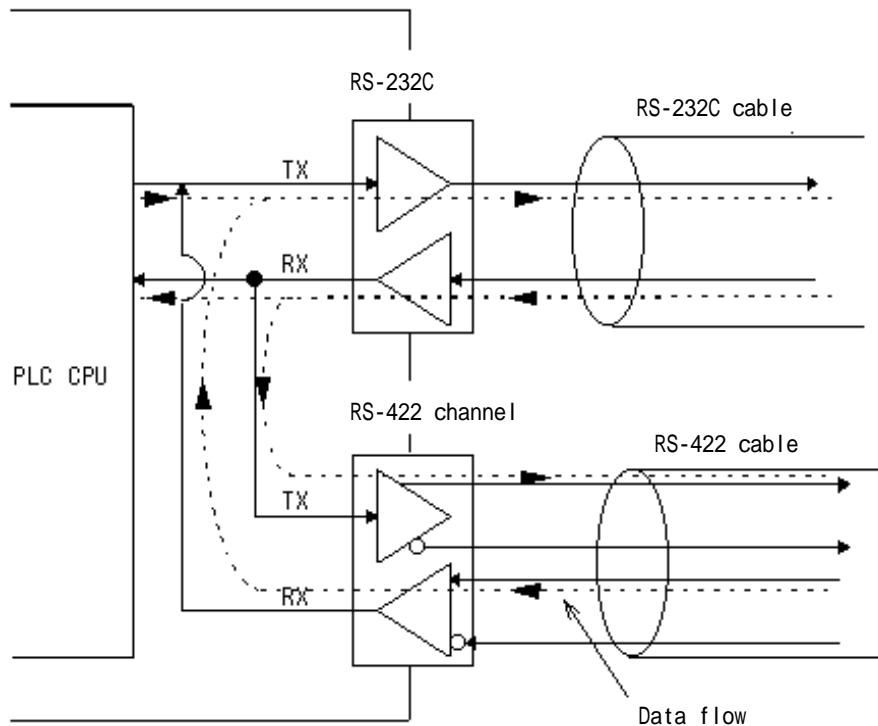 RS-232C
RS-232C cable
TX
RX
PLC CPU
RS-422 channel
RS-422 cable
TX
RX
Data flow